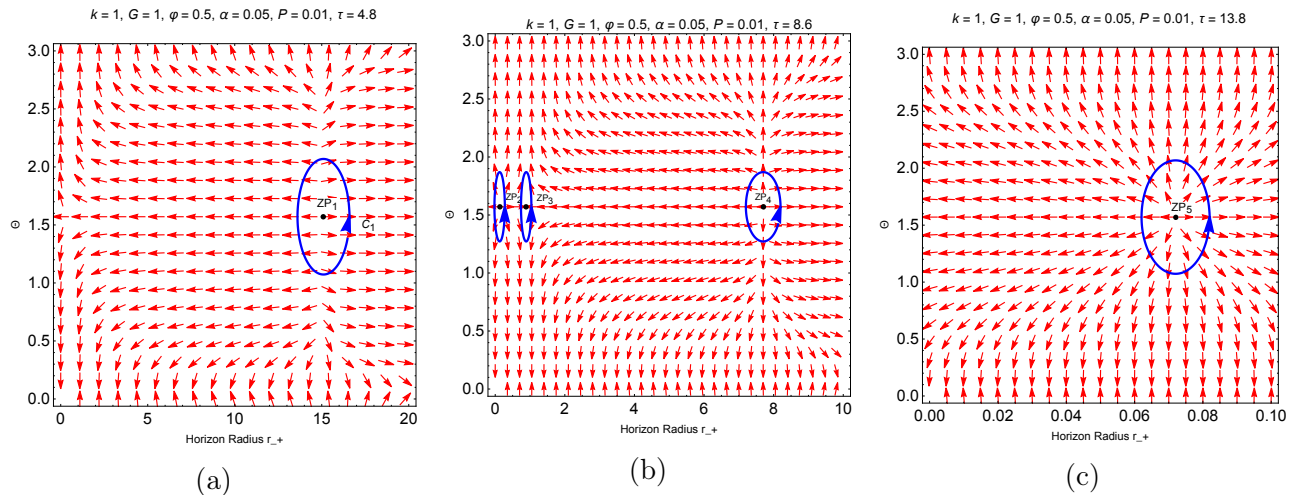 k = 1, G = 1, φ = 0.5, α = 0.05, P = 0.01, τ = 4.8
3.0
2.5
2.0
1.5
1.0
0.5
0.0
Θ
ZP1
C1
0 5 10 15 20
Horizon Radius r_+
(a)
k = 1, G = 1, φ = 0.5, α = 0.05, P = 0.01, τ = 8.6
3.0
2.5
2.0
1.5
1.0
0.5
0.0
Θ
ZP2 ZP3 ZP4
0 2 4 6 8 10
Horizon Radius r_+
(b)
k = 1, G = 1, φ = 0.5, α = 0.05, P = 0.01, τ = 13.8
3.0
2.5
2.0
1.5
1.0
0.5
0.0
Θ
ZP5
0.00 0.02 0.04 0.06 0.08 0.10
Horizon Radius r_+
(c)